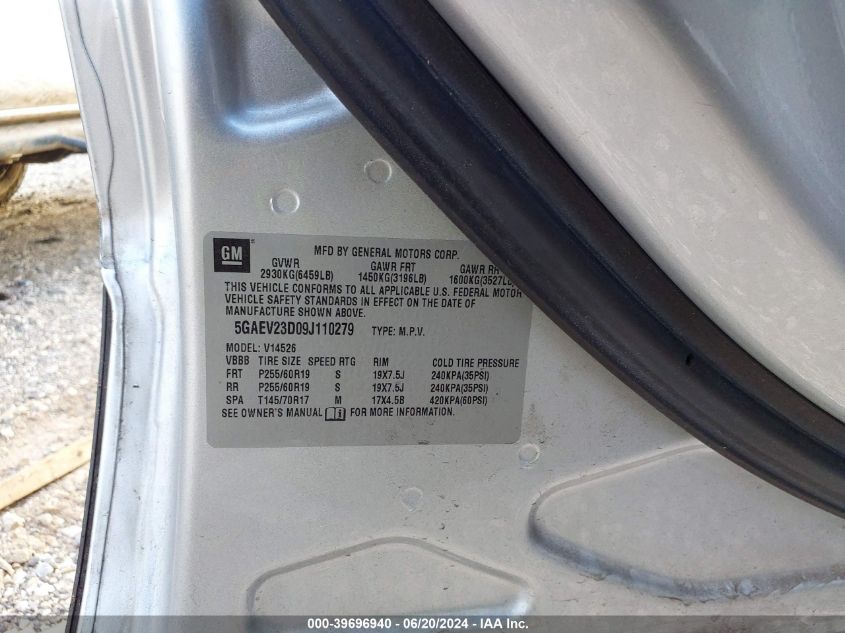 GM
MFD BY GENERAL MOTORS CORP.
GVWR GAWR FRT GAWR RR
2930KG(6459LB) 1450KG(3196LB) 1600KG(3527LB
THIS VEHICLE CONFORMS TO ALL APPLICABLE U.S. FEDERAL MOTOR
VEHICLE SAFETY STANDARDS IN EFFECT ON THE DATE OF
MANUFACTURE SHOWN ABOVE.
5GAEV23D09J110279 TYPE: M.P.V.
MODEL: V14526
VBBB TIRE SIZE SPEED RTG RIM COLD TIRE PRESSURE
FRT P255/60R19 S 19X7.5J 240KPA(35PSI)
RR P255/60R19 S 19X7.5J 240KPA(35PSI)
SPA T145/70R17 M 17X4.5B 420KPA(60PSI)
SEE OWNER'S MANUAL FOR MORE INFORMATION.
000-39696940 - 06/20/2024 - IAA Inc.